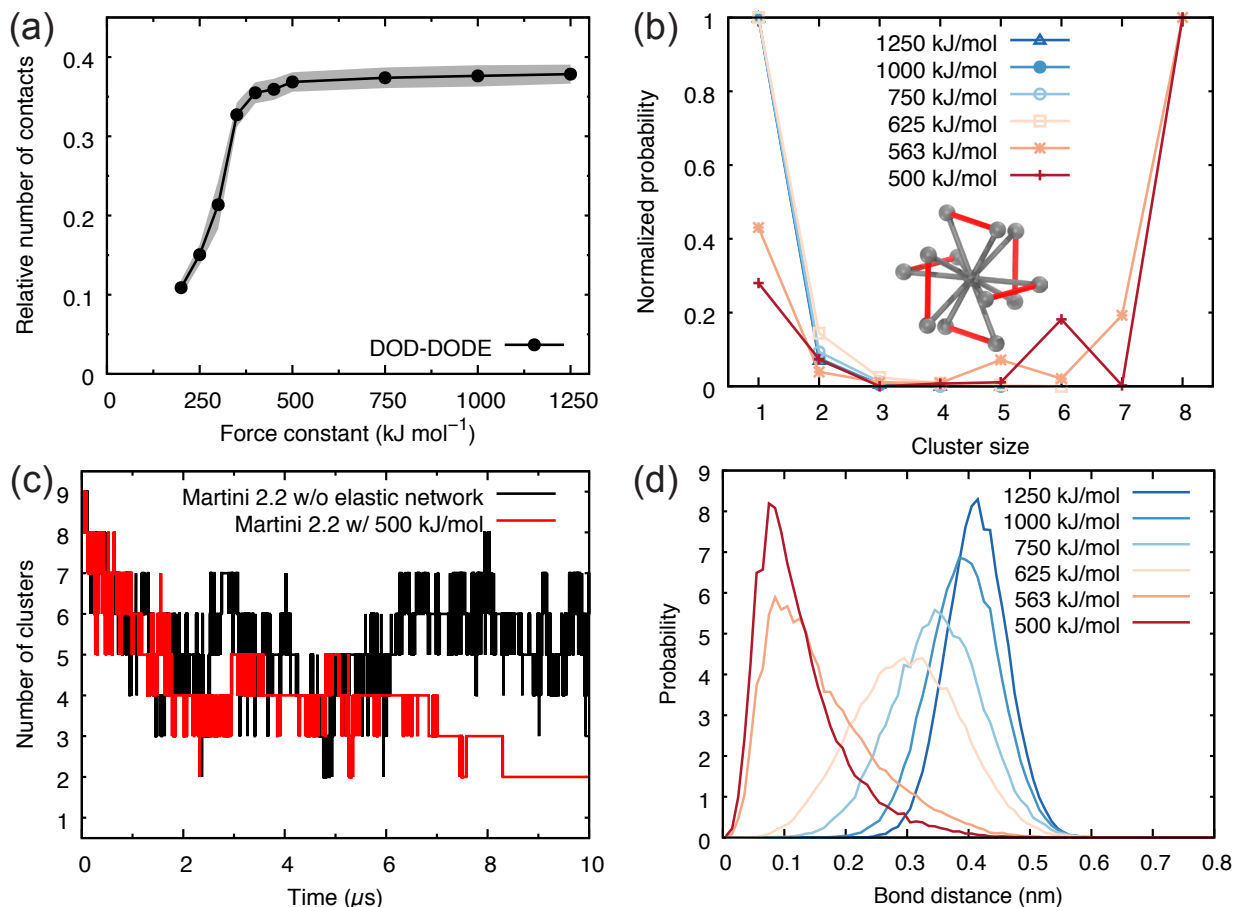 (a)
Relative number of contacts
0.4
0.3
0.2
0.1
0
DOD-DODE
0 250 500 750 1000 1250
Force constant (kJ mol⁻¹)
(b)
Normalized probability
1
0.8
0.6
0.4
0.2
0
1250 kJ/mol
1000 kJ/mol
750 kJ/mol
625 kJ/mol
563 kJ/mol
500 kJ/mol
1 2 3 4 5 6 7 8
Cluster size
(c)
Number of clusters
9
8
7
6
5
4
3
2
1
Martini 2.2 w/o elastic network
Martini 2.2 w/ 500 kJ/mol
0 2 4 6 8 10
Time (μs)
(d)
Probability
9
8
7
6
5
4
3
2
1
0
1250 kJ/mol
1000 kJ/mol
750 kJ/mol
625 kJ/mol
563 kJ/mol
500 kJ/mol
0 0.1 0.2 0.3 0.4 0.5 0.6 0.7 0.8
Bond distance (nm)